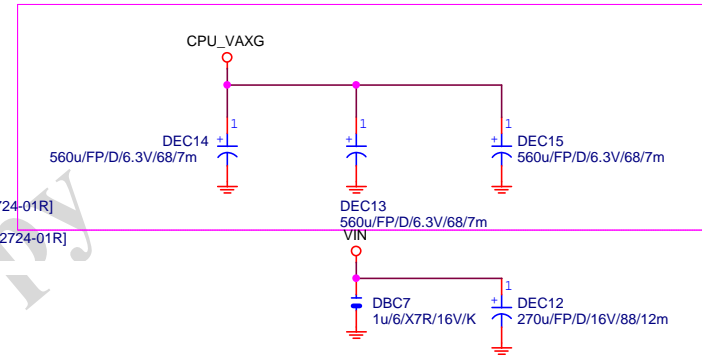 CPU_VAXG
1
1
1
DEC14
560u/FP/D/6.3V/68/7m
+
+
+
DEC15
560u/FP/D/6.3V/68/7m
724-01R]
DEC13
560u/FP/D/6.3V/68/7m
2724-01R]
VIN
by
1
DBC7
1u/6/X7R/16V/K
+
DEC12
270u/FP/D/16V/88/12m